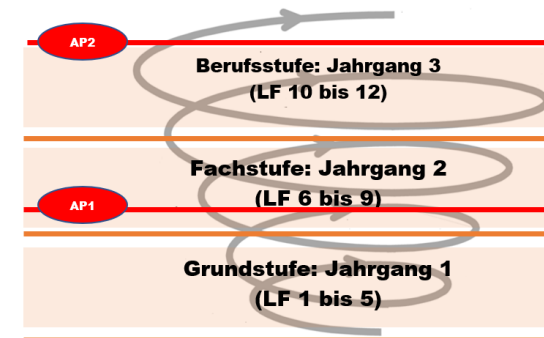 AP2
Berufsstufe: Jahrgang 3
(LF 10 bis 12)
Fachstufe: Jahrgang 2
(LF 6 bis 9)
AP1
Grundstufe: Jahrgang 1
(LF 1 bis 5)